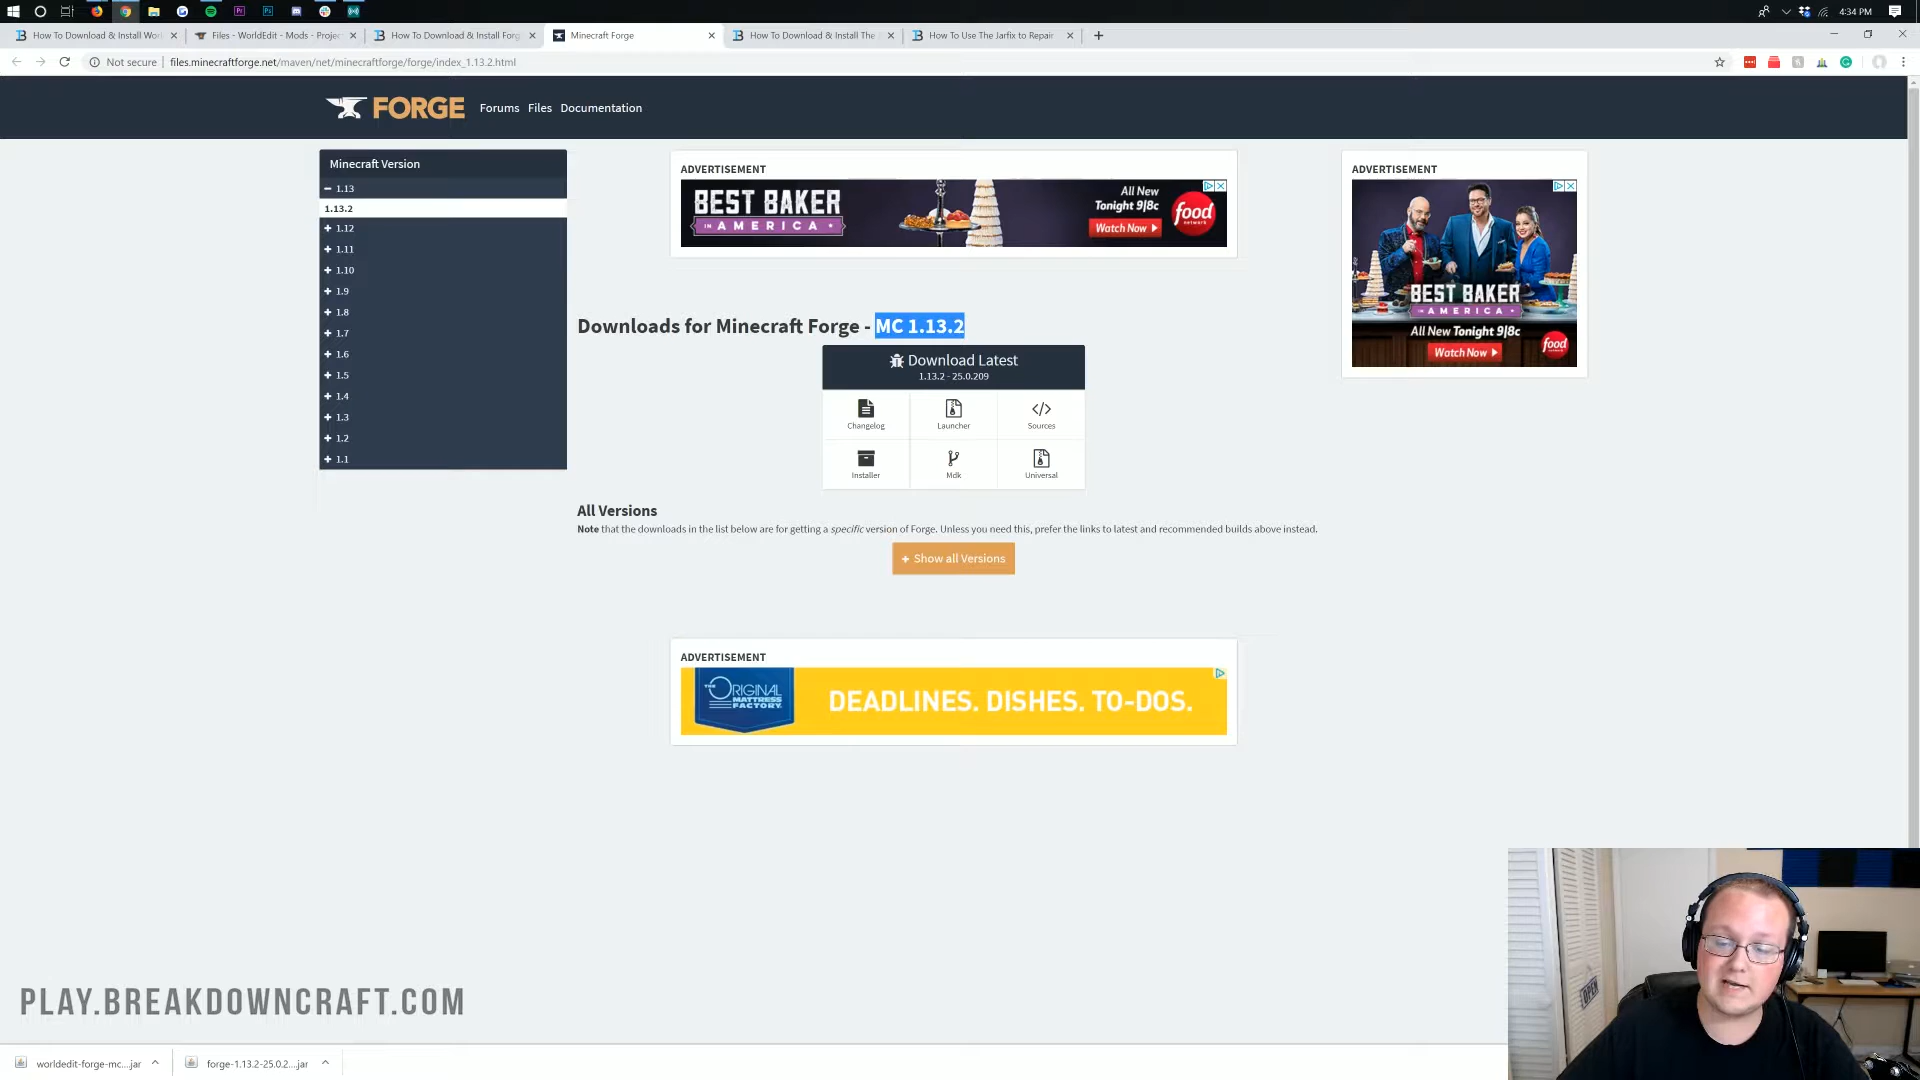 4:34 PM
How To Download & Install Wor
Files - WorldEdit - Mods - Projec
How To Download & Install Forg
Minecraft Forge
How To Download & Install The
How To Use The Jarfix to Repair
Not secure
files.minecraftforge.net/maven/net/minecraftforge/forge/index_1.13.2.html
FORGE
Forums
Files
Documentation
Minecraft Version
1.13
1.13.2
1.12
1.11
1.10
1.9
1.8
1.7
1.6
1.5
1.4
1.3
1.2
1.1
ADVERTISEMENT
BEST BAKER
IN AMERICA
All New
Tonight 9|8c
Watch Now
food
network
ADVERTISEMENT
BEST BAKER
IN AMERICA
All New Tonight 9|8c
Watch Now
food
Downloads for Minecraft Forge - MC 1.13.2
Download Latest
1.13.2 - 25.0.209
Changelog
Launcher
Sources
Installer
Mdk
Universal
All Versions
Note that the downloads in the list below are for getting a specific version of Forge. Unless you need this, prefer the links to latest and recommended builds above instead.
+ Show all Versions
ADVERTISEMENT
THE ORIGINAL
MATTRESS
FACTORY
DEADLINES. DISHES. TO-DOS.
OPEN
PLAY.BREAKDOWNCRAFT.COM
worldedit-forge-mc....jar
forge-1.13.2-25.0.2....jar